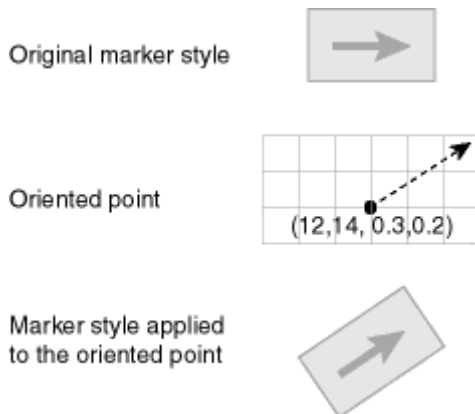 Original marker style
Oriented point
(12,14, 0.3,0.2)
Marker style applied
to the oriented point